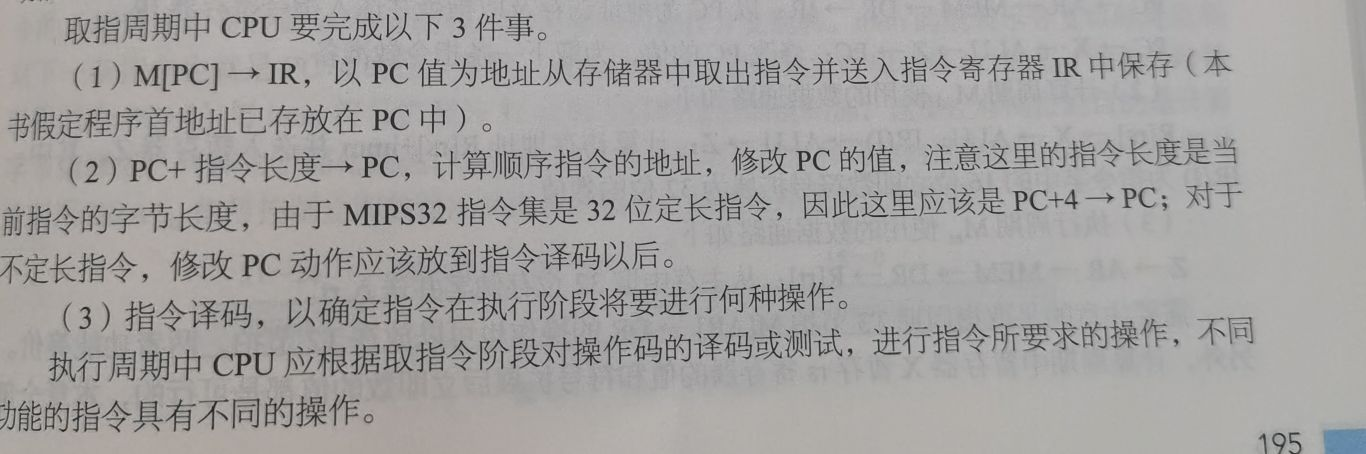 取指周期中 CPU 要完成以下 3 件事。
（1）M[PC] → IR，以 PC 值为地址从存储器中取出指令并送入指令寄存器 IR 中保存（本
书假定程序首地址已存放在 PC 中）。
（2）PC+ 指令长度→ PC，计算顺序指令的地址，修改 PC 的值，注意这里的指令长度是当
前指令的字节长度，由于 MIPS32 指令集是 32 位定长指令，因此这里应该是 PC+4 → PC；对于
不定长指令，修改 PC 动作应该放到指令译码以后。
（3）指令译码，以确定指令在执行阶段将要进行何种操作。
执行周期中 CPU 应根据取指令阶段对操作码的译码或测试，进行指令所要求的操作，不同
功能的指令具有不同的操作。
195